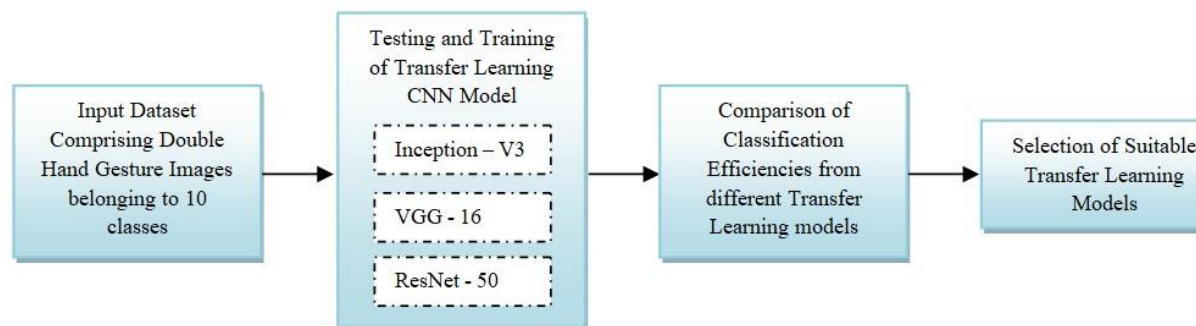 Input Dataset
Comprising Double
Hand Gesture Images
belonging to 10
classes
Testing and Training
of Transfer Learning
CNN Model
Inception – V3
VGG - 16
ResNet - 50
Comparison of
Classification
Efficiencies from
different Transfer
Learning models
Selection of Suitable
Transfer Learning
Models